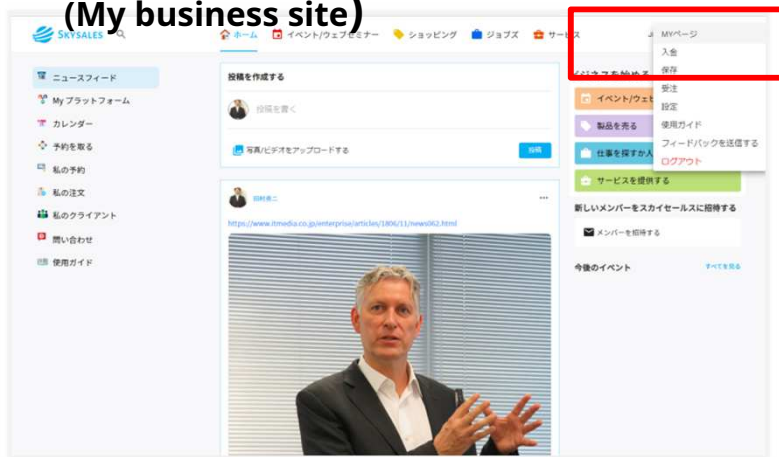 (My business site)
SKYSALES
ホーム
イベント/ウェブセミナー
ショッピング
ジョブズ
サービス
MYページ
入金
保存
受注
設定
使用ガイド
フィードバックを送信する
ログアウト
ニュースフィード
My プラットフォーム
カレンダー
予約を取る
私の予約
私の注文
私のクライアント
問い合わせ
使用ガイド
投稿を作成する
投稿を書く
写真/ビデオをアップロードする
投稿
https://www.itmedia.co.jp/enterprise/articles/1806/11/news062.html
イベント/ウェ
製品を売る
仕事を探す人
サービスを提供する
新しいメンバーをスカイセールスに招待する
メンバーを招待する
今後のイベント
すべてを見る